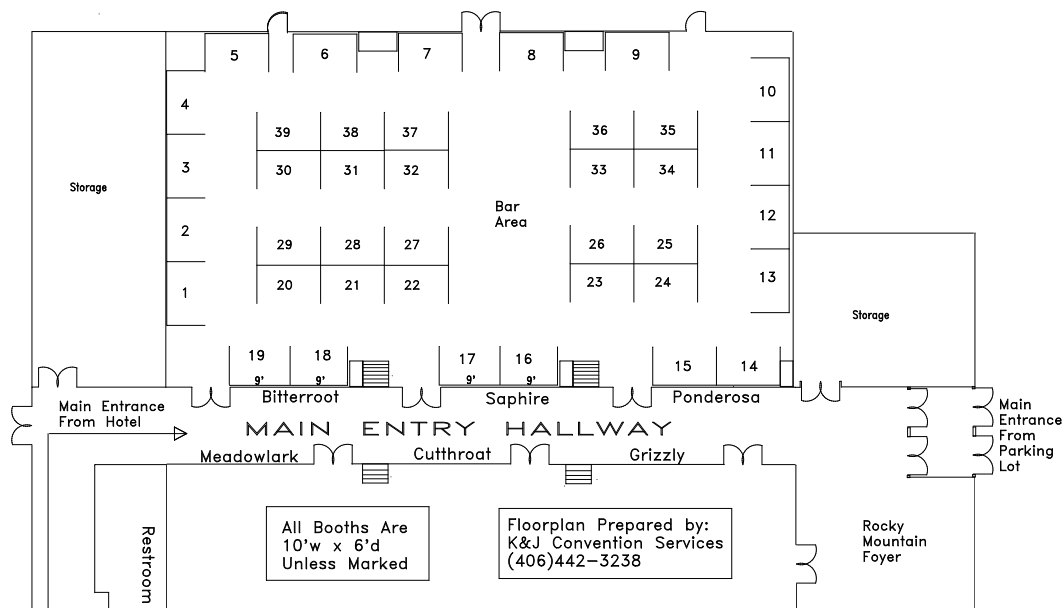 5 6 7 8 9
4
10
39 38 37 36 35
3
11
30 31 32 33 34
Storage
2
Bar
Area
12
29 28 27 26 25
1
20 21 22 23 24
13
Storage
19 18 17 16 15 14
9' 9' 9' 9'
Bitterroot Saphire Ponderosa
Main Entrance
From Hotel
MAIN ENTRY HALLWAY
Main
Entrance
From
Parking
Lot
Meadowlark Cutthroat Grizzly
Restroom
All Booths Are
10'w x 6'd
Unless Marked
Floorplan Prepared by:
K&J Convention Services
(406)442-3238
Rocky
Mountain
Foyer